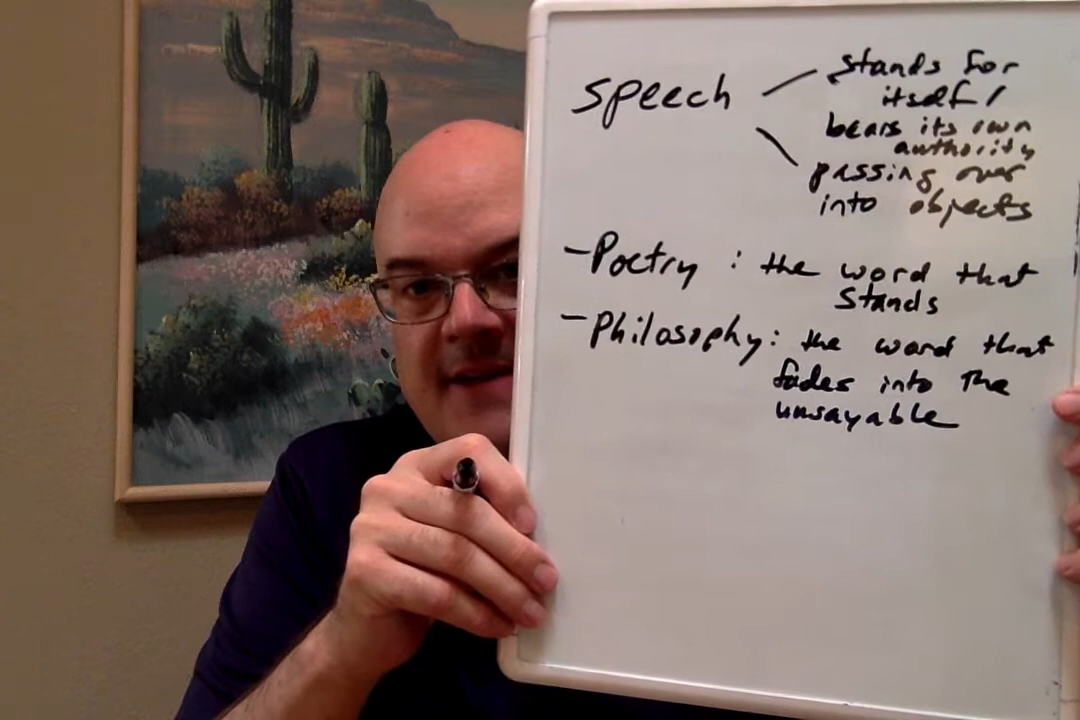 speech
stands for
itself /
bears its own
authority
passing over
into objects
- Poetry : the word that
stands
- Philosophy : the word that
fades into the
unsayable